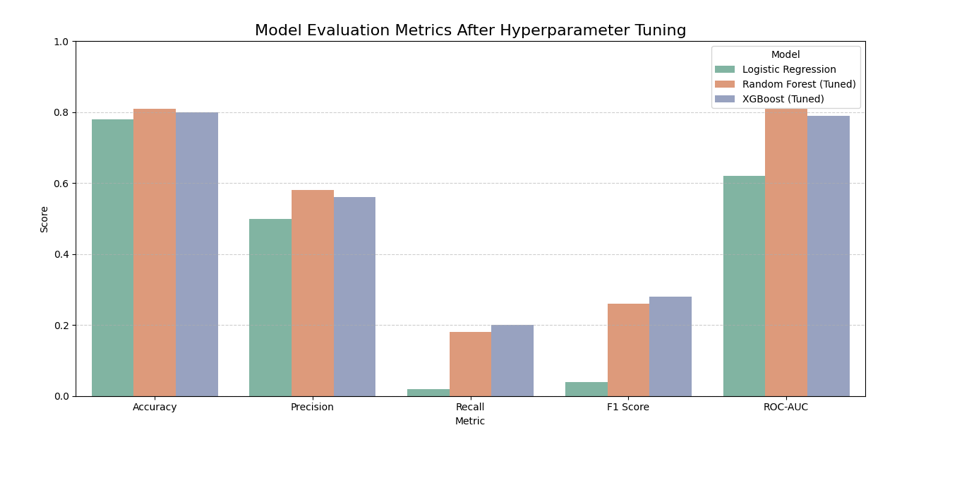 Model Evaluation Metrics After Hyperparameter Tuning
1.0
0.8
0.6
0.4
0.2
0.0
Score
Model
Logistic Regression
Random Forest (Tuned)
XGBoost (Tuned)
Accuracy
Precision
Recall
F1 Score
ROC-AUC
Metric